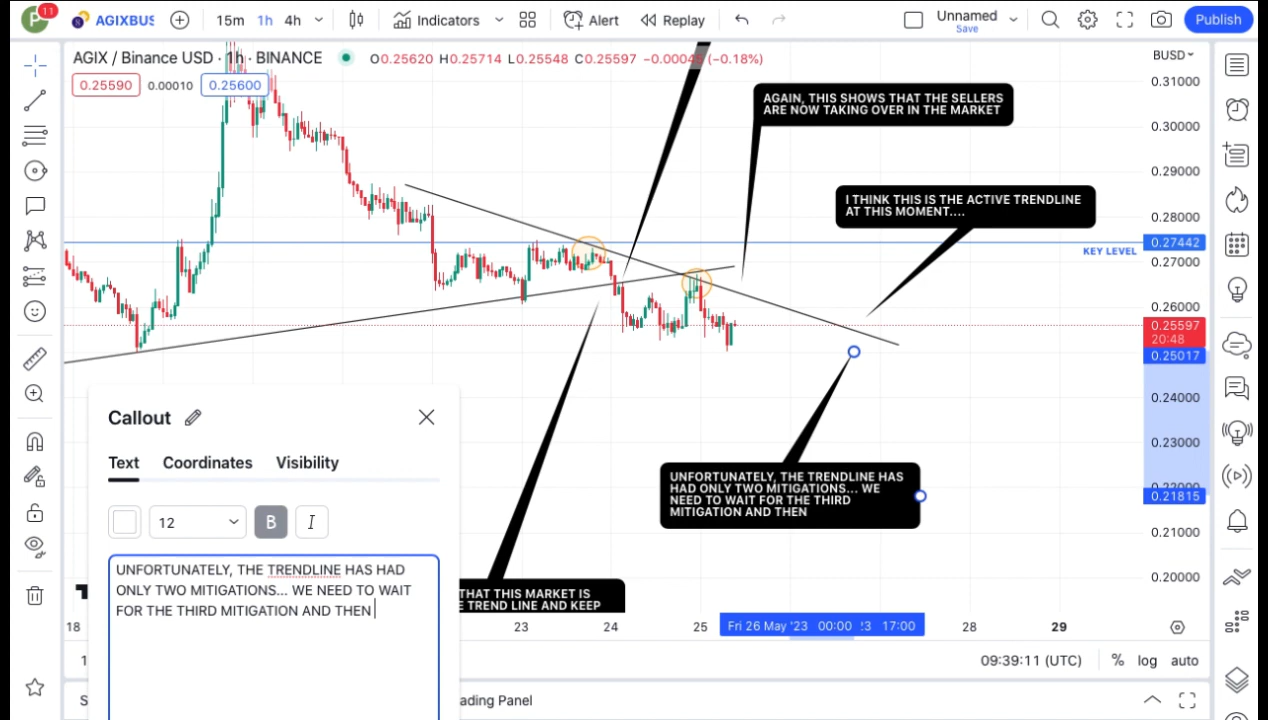 P 11 AGIXBUS 15m 1h 4h Indicators Alert Replay Unnamed Publish
Save
AGIX / Binance USD · 1h · BINANCE O0.25620 H0.25714 L0.25548 C0.25597 (−0.18%)
BUSD
0.25590 0.00010 0.25600
0.31000
AGAIN, THIS SHOWS THAT THE SELLERS
ARE NOW TAKING OVER IN THE MARKET
0.30000
0.29000
I THINK THIS IS THE ACTIVE TRENDLINE
AT THIS MOMENT....
0.28000
0.27442
KEY LEVEL
0.27000
0.26000
0.25597
20:48
0.25017
0.24000
0.23000
0.21815
0.21000
0.20000
UNFORTUNATELY, THE TRENDLINE HAS
HAD ONLY TWO MITIGATIONS... WE
NEED TO WAIT FOR THE THIRD
MITIGATION AND THEN
THAT THIS MARKET IS
TREND LINE AND KEEP
Callout
Text Coordinates Visibility
12 B I
UNFORTUNATELY, THE TRENDLINE HAS HAD
ONLY TWO MITIGATIONS... WE NEED TO WAIT
FOR THE THIRD MITIGATION AND THEN
18 23 24 25 Fri 26 May '23 00:00 '23 17:00 28 29
09:39:11 (UTC) % log auto
Panel